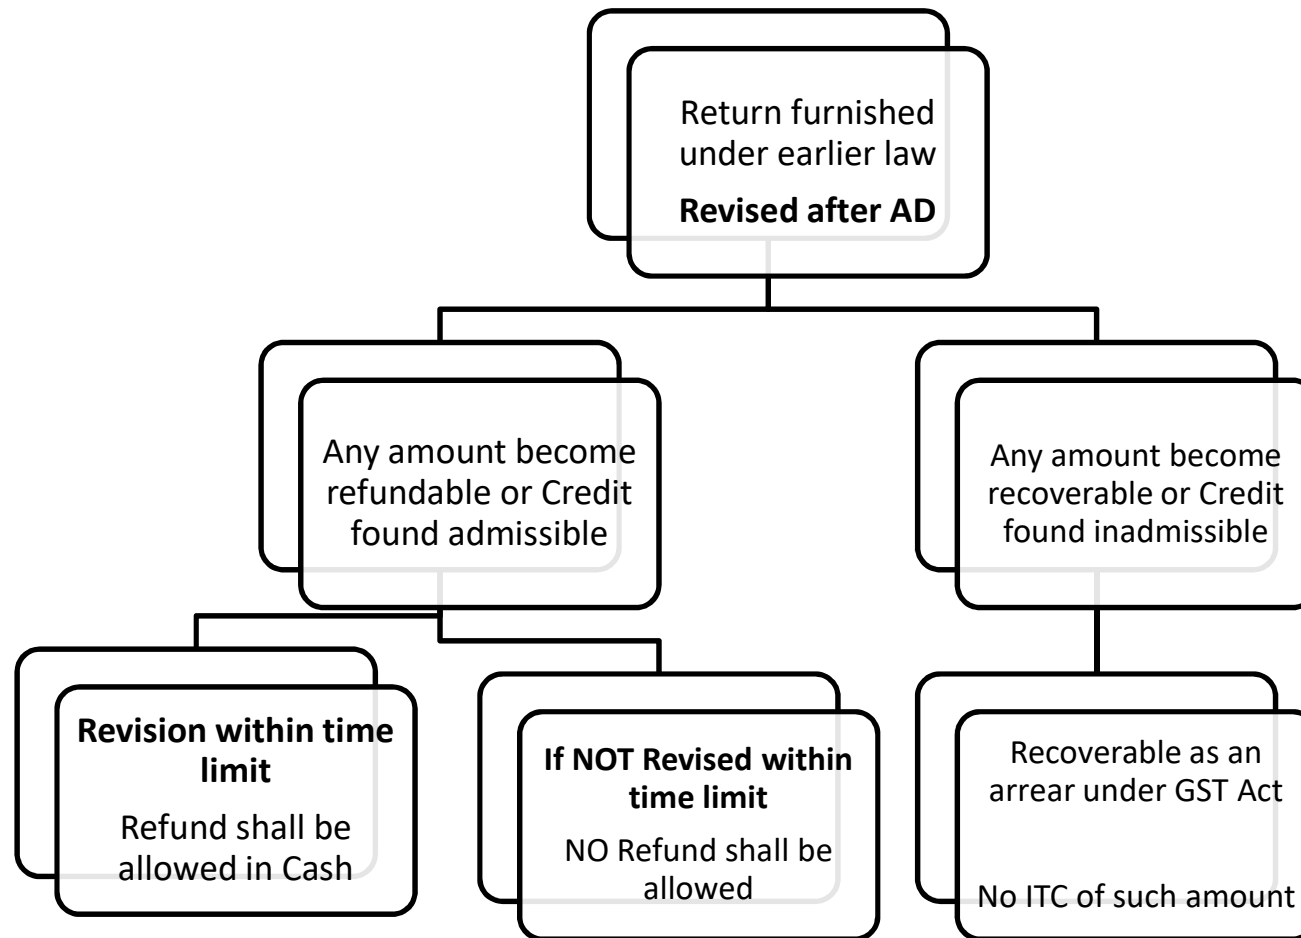 Return furnished
under earlier law
Revised after AD
Any amount become
refundable or Credit
found admissible
Any amount become
recoverable or Credit
found inadmissible
Revision within time
limit
Refund shall be
allowed in Cash
If NOT Revised within
time limit
NO Refund shall be
allowed
Recoverable as an
arrear under GST Act
No ITC of such amount